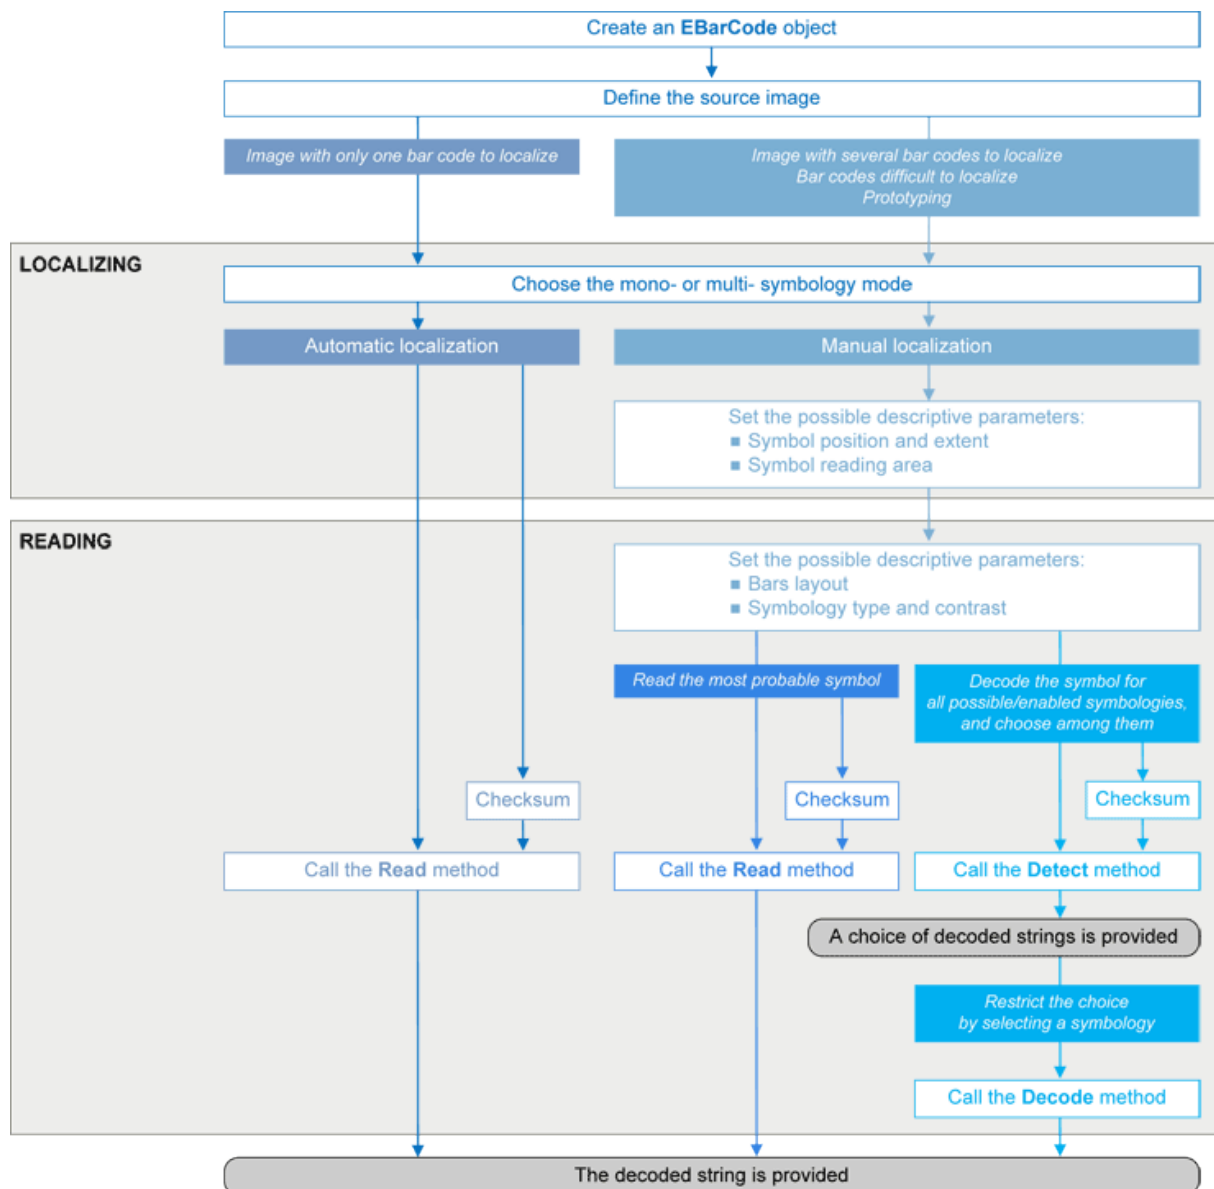 Create an EBarCode object
Define the source image
Image with only one bar code to localize
Image with several bar codes to localize
Bar codes difficult to localize
Prototyping
LOCALIZING
Choose the mono- or multi- symbology mode
Automatic localization
Manual localization
Set the possible descriptive parameters:
■ Symbol position and extent
■ Symbol reading area
READING
Set the possible descriptive parameters:
■ Bars layout
■ Symbology type and contrast
Read the most probable symbol
Decode the symbol for
all possible/enabled symbologies,
and choose among them
Checksum
Checksum
Checksum
Call the Read method
Call the Read method
Call the Detect method
A choice of decoded strings is provided
Restrict the choice
by selecting a symbology
Call the Decode method
The decoded string is provided